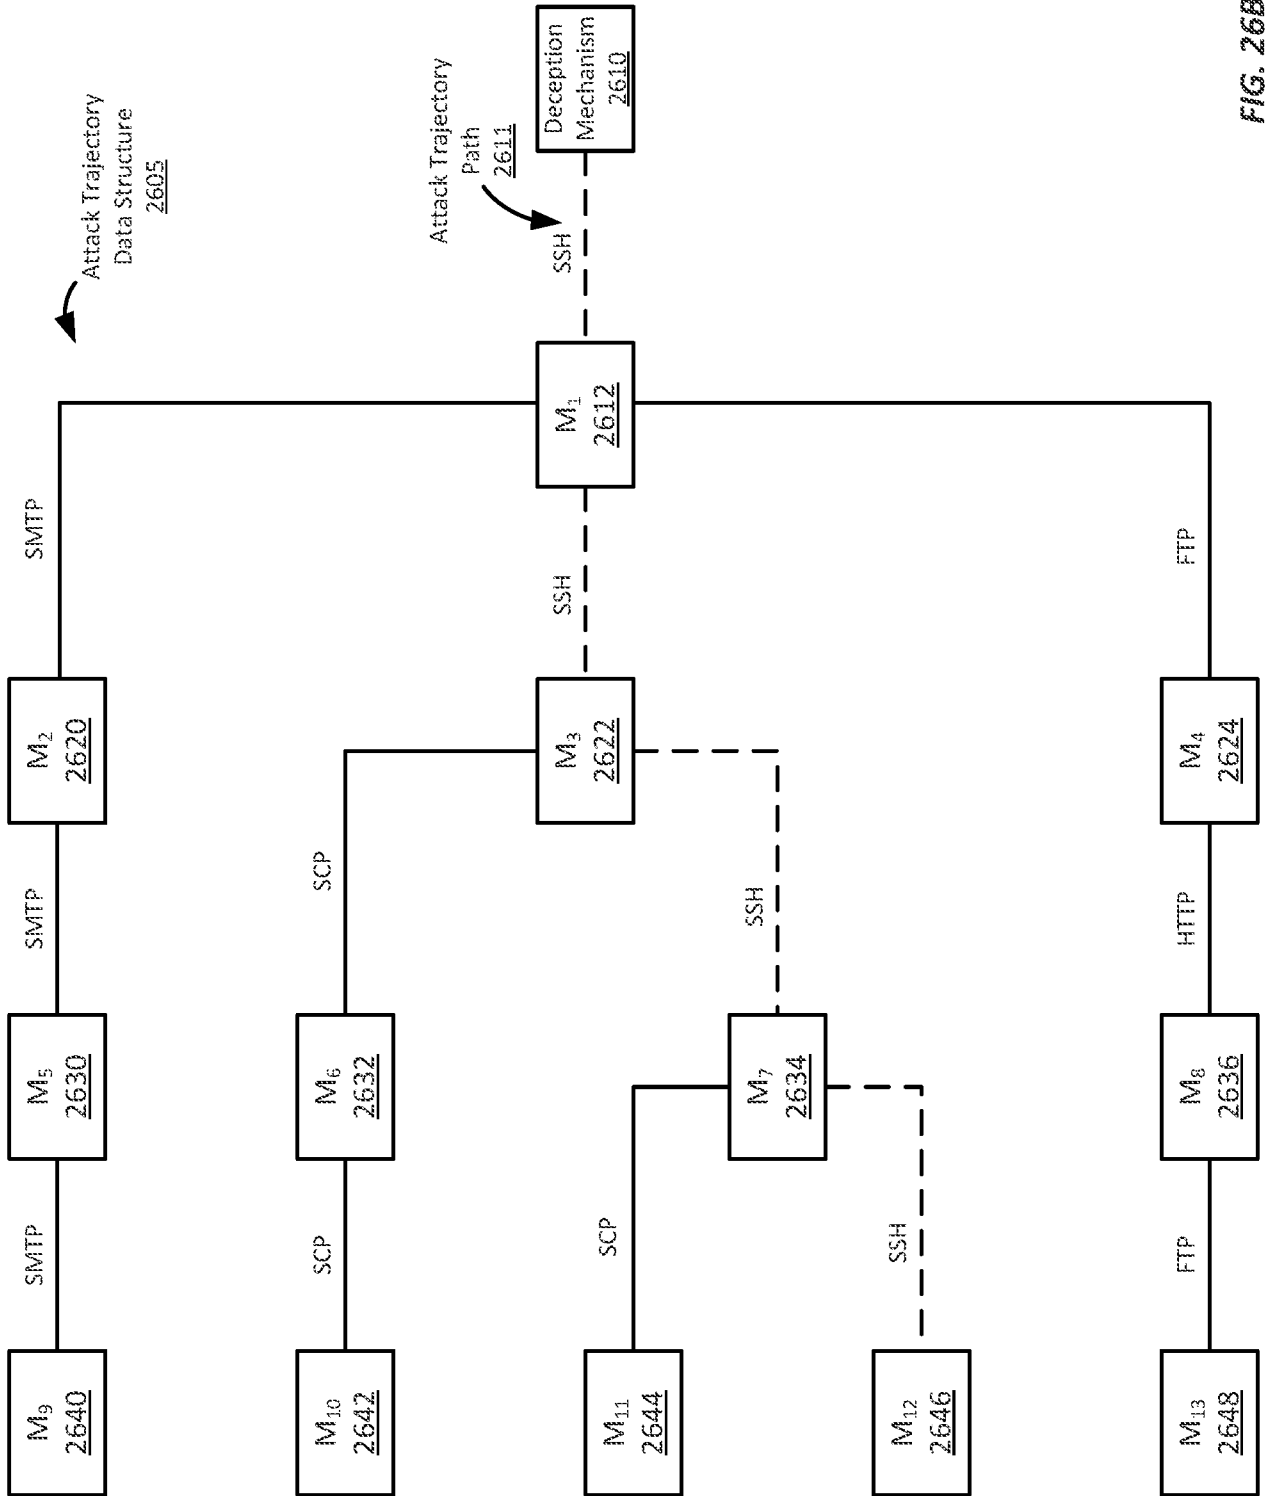 Attack Trajectory
Data Structure
2605
Deception
Mechanism
2610
Attack Trajectory
Path
2611
SSH
M₁
2612
SMTP
SSH
FTP
M₂
2620
M₃
2622
M₄
2624
SMTP
SCP
SSH
HTTP
M₅
2630
M₆
2632
M₇
2634
M₈
2636
SMTP
SCP
SCP
SSH
FTP
M₉
2640
M₁₀
2642
M₁₁
2644
M₁₂
2646
M₁₃
2648
FIG. 26B